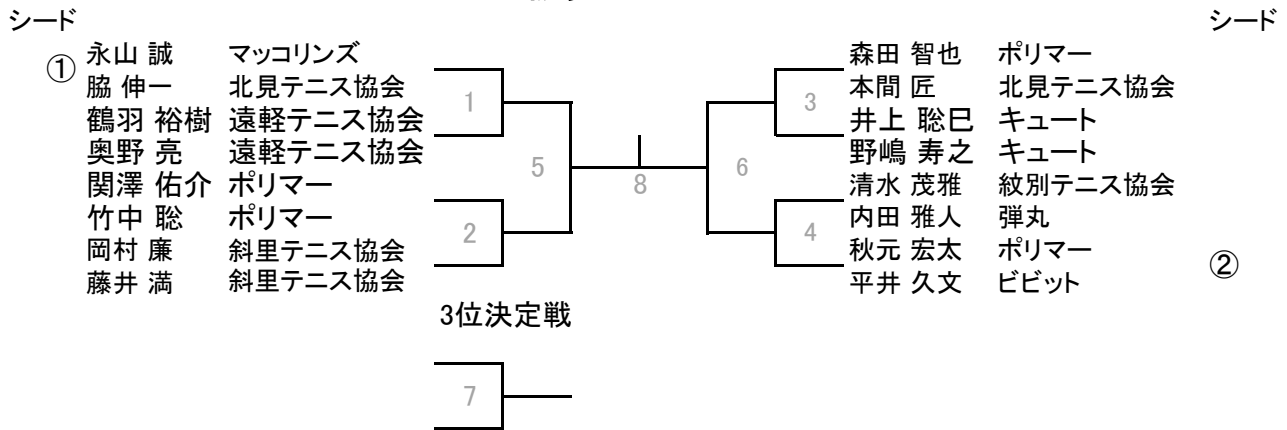 シード シード
① 永山 誠 マッコリンズ 森田 智也 ポリマー
脇 伸一 北見テニス協会 1 3 本間 匠 北見テニス協会
鶴羽 裕樹 遠軽テニス協会 井上 聡巳 キュート
奥野 亮 遠軽テニス協会 5 8 6 野嶋 寿之 キュート
関澤 佑介 ポリマー 清水 茂雅 紋別テニス協会
竹中 聡 ポリマー 2 4 内田 雅人 弾丸
岡村 廉 斜里テニス協会 秋元 宏太 ポリマー ②
藤井 満 斜里テニス協会 平井 久文 ビビット
3位決定戦
7